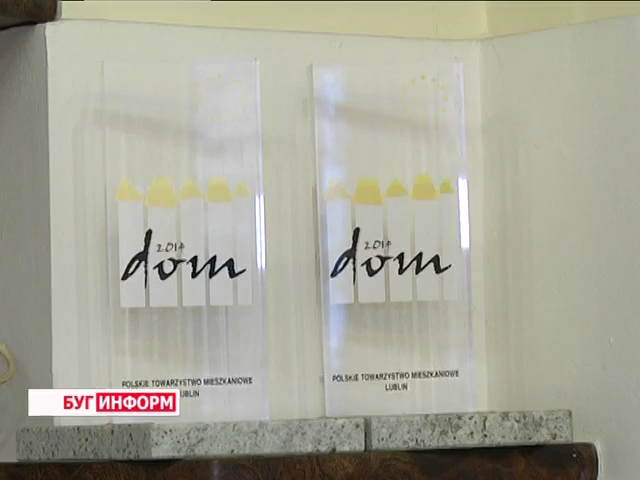 2014
dom
POLSKIE TOWARZYSTWO MIESZKANIOWE
LUBLIN
2014
dom
POLSKIE TOWARZYSTWO MIESZKANIOWE
LUBLIN
БУГИНФОРМ